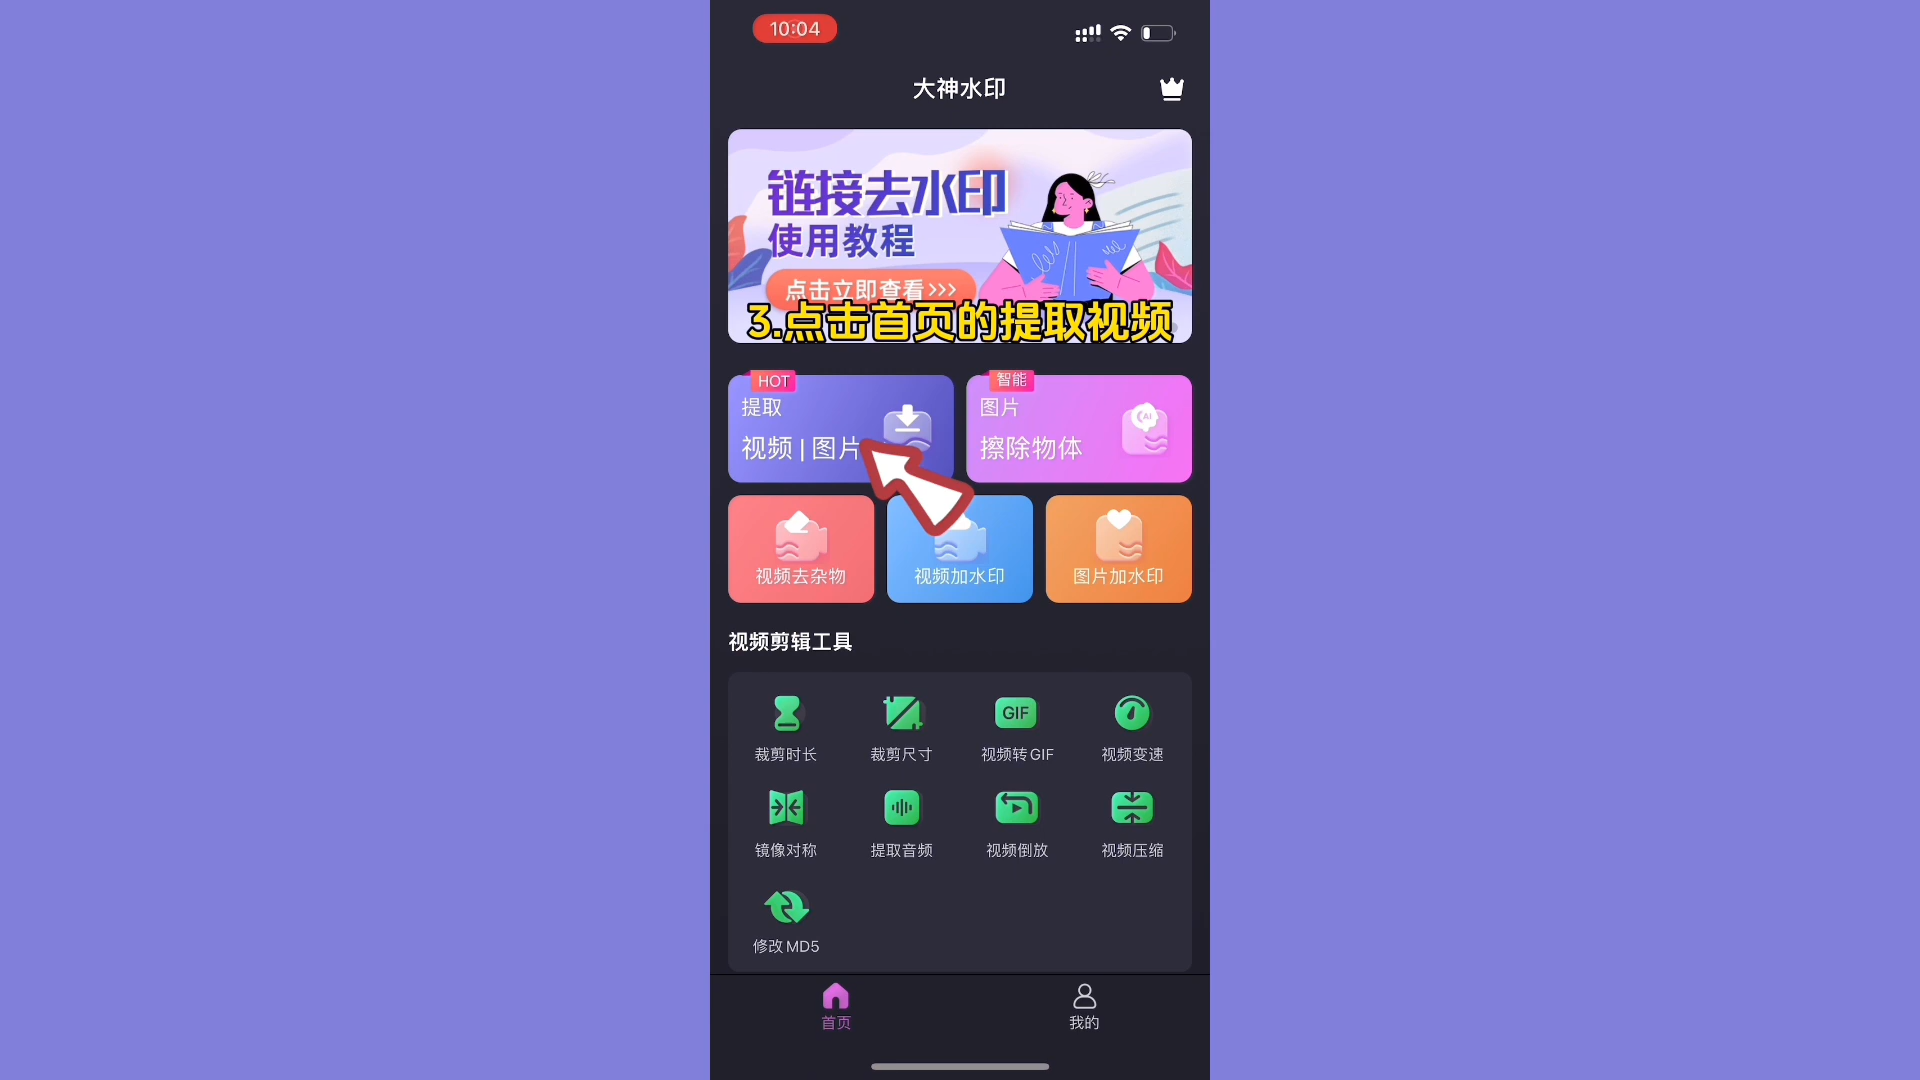 10:04
大神水印
链接去水印
使用教程
点击立即查看>>>
3.点击首页的提取视频
HOT
提取
视频 | 图片
智能
图片
擦除物体
AI
视频去杂物
视频加水印
图片加水印
视频剪辑工具
GIF
裁剪时长
裁剪尺寸
视频转GIF
视频变速
镜像对称
提取音频
视频倒放
视频压缩
修改MD5
首页
我的